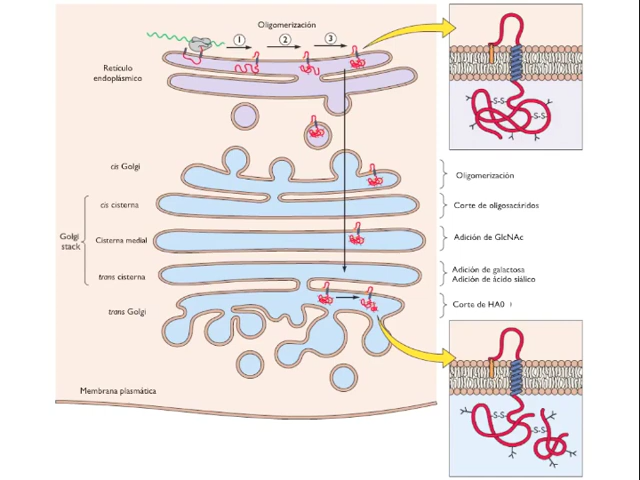 Oligomerización
1 2 3
Retículo
endoplásmico
S-S
S-S
cis Golgi
Oligomerización
cis cisterna
Corte de oligosacáridos
Golgi
stack
Cisterna medial
Adición de GlcNAc
trans cisterna
Adición de galactosa
Adición de ácido siálico
trans Golgi
Corte de HA0 )
Membrana plasmática
S-S
S-S